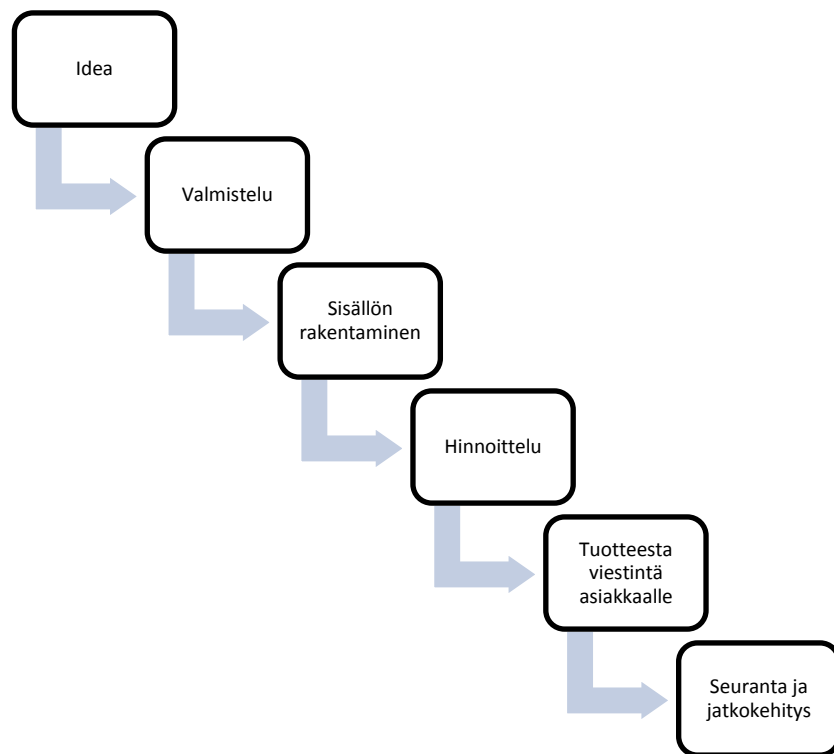 Idea
Valmistelu
Sisällön
rakentaminen
Hinnoittelu
Tuotteesta
viestintä
asiakkaalle
Seuranta ja
jatkokehitys